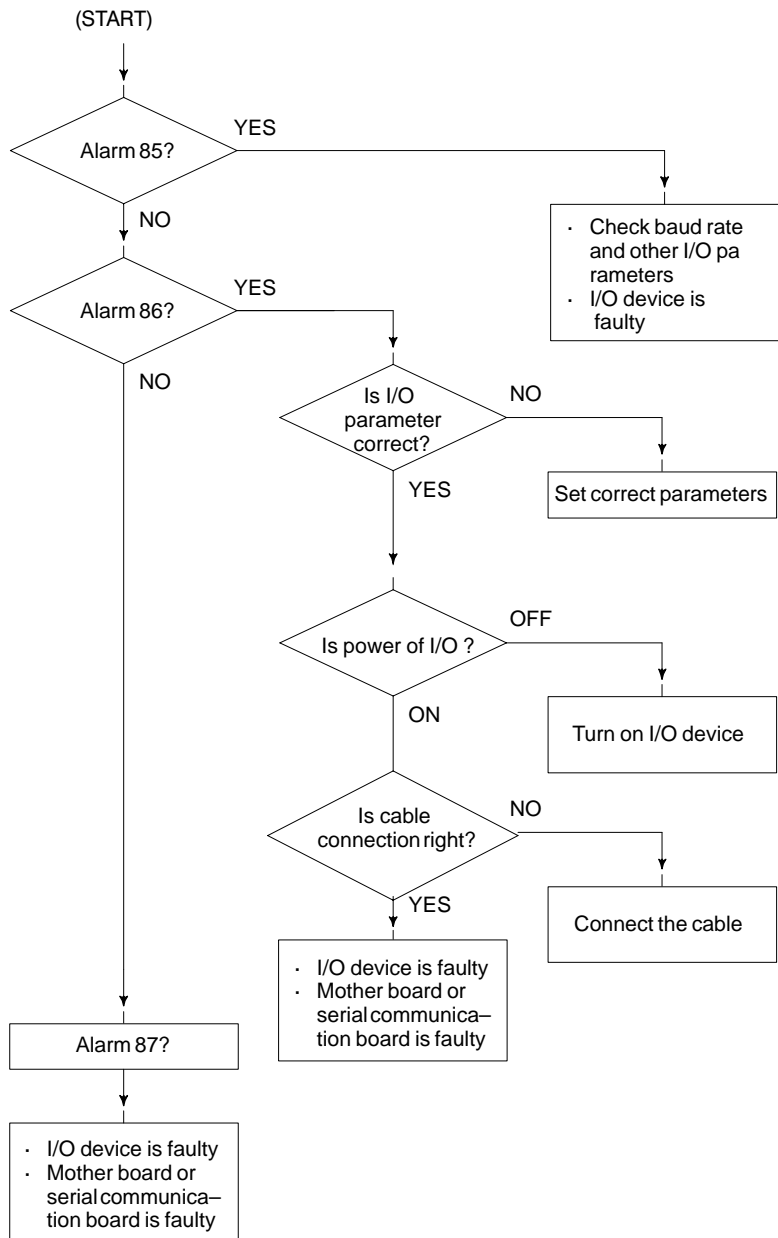 (START)
Alarm 85?
YES
NO
· Check baud rate
and other I/O pa
rameters
· I/O device is
faulty
Alarm 86?
YES
NO
Is I/O
parameter
correct?
NO
YES
Set correct parameters
Is power of I/O ?
OFF
ON
Turn on I/O device
Is cable
connection right?
NO
YES
Connect the cable
· I/O device is faulty
· Mother board or
serial communica–
tion board is faulty
Alarm 87?
· I/O device is faulty
· Mother board or
serial communica–
tion board is faulty